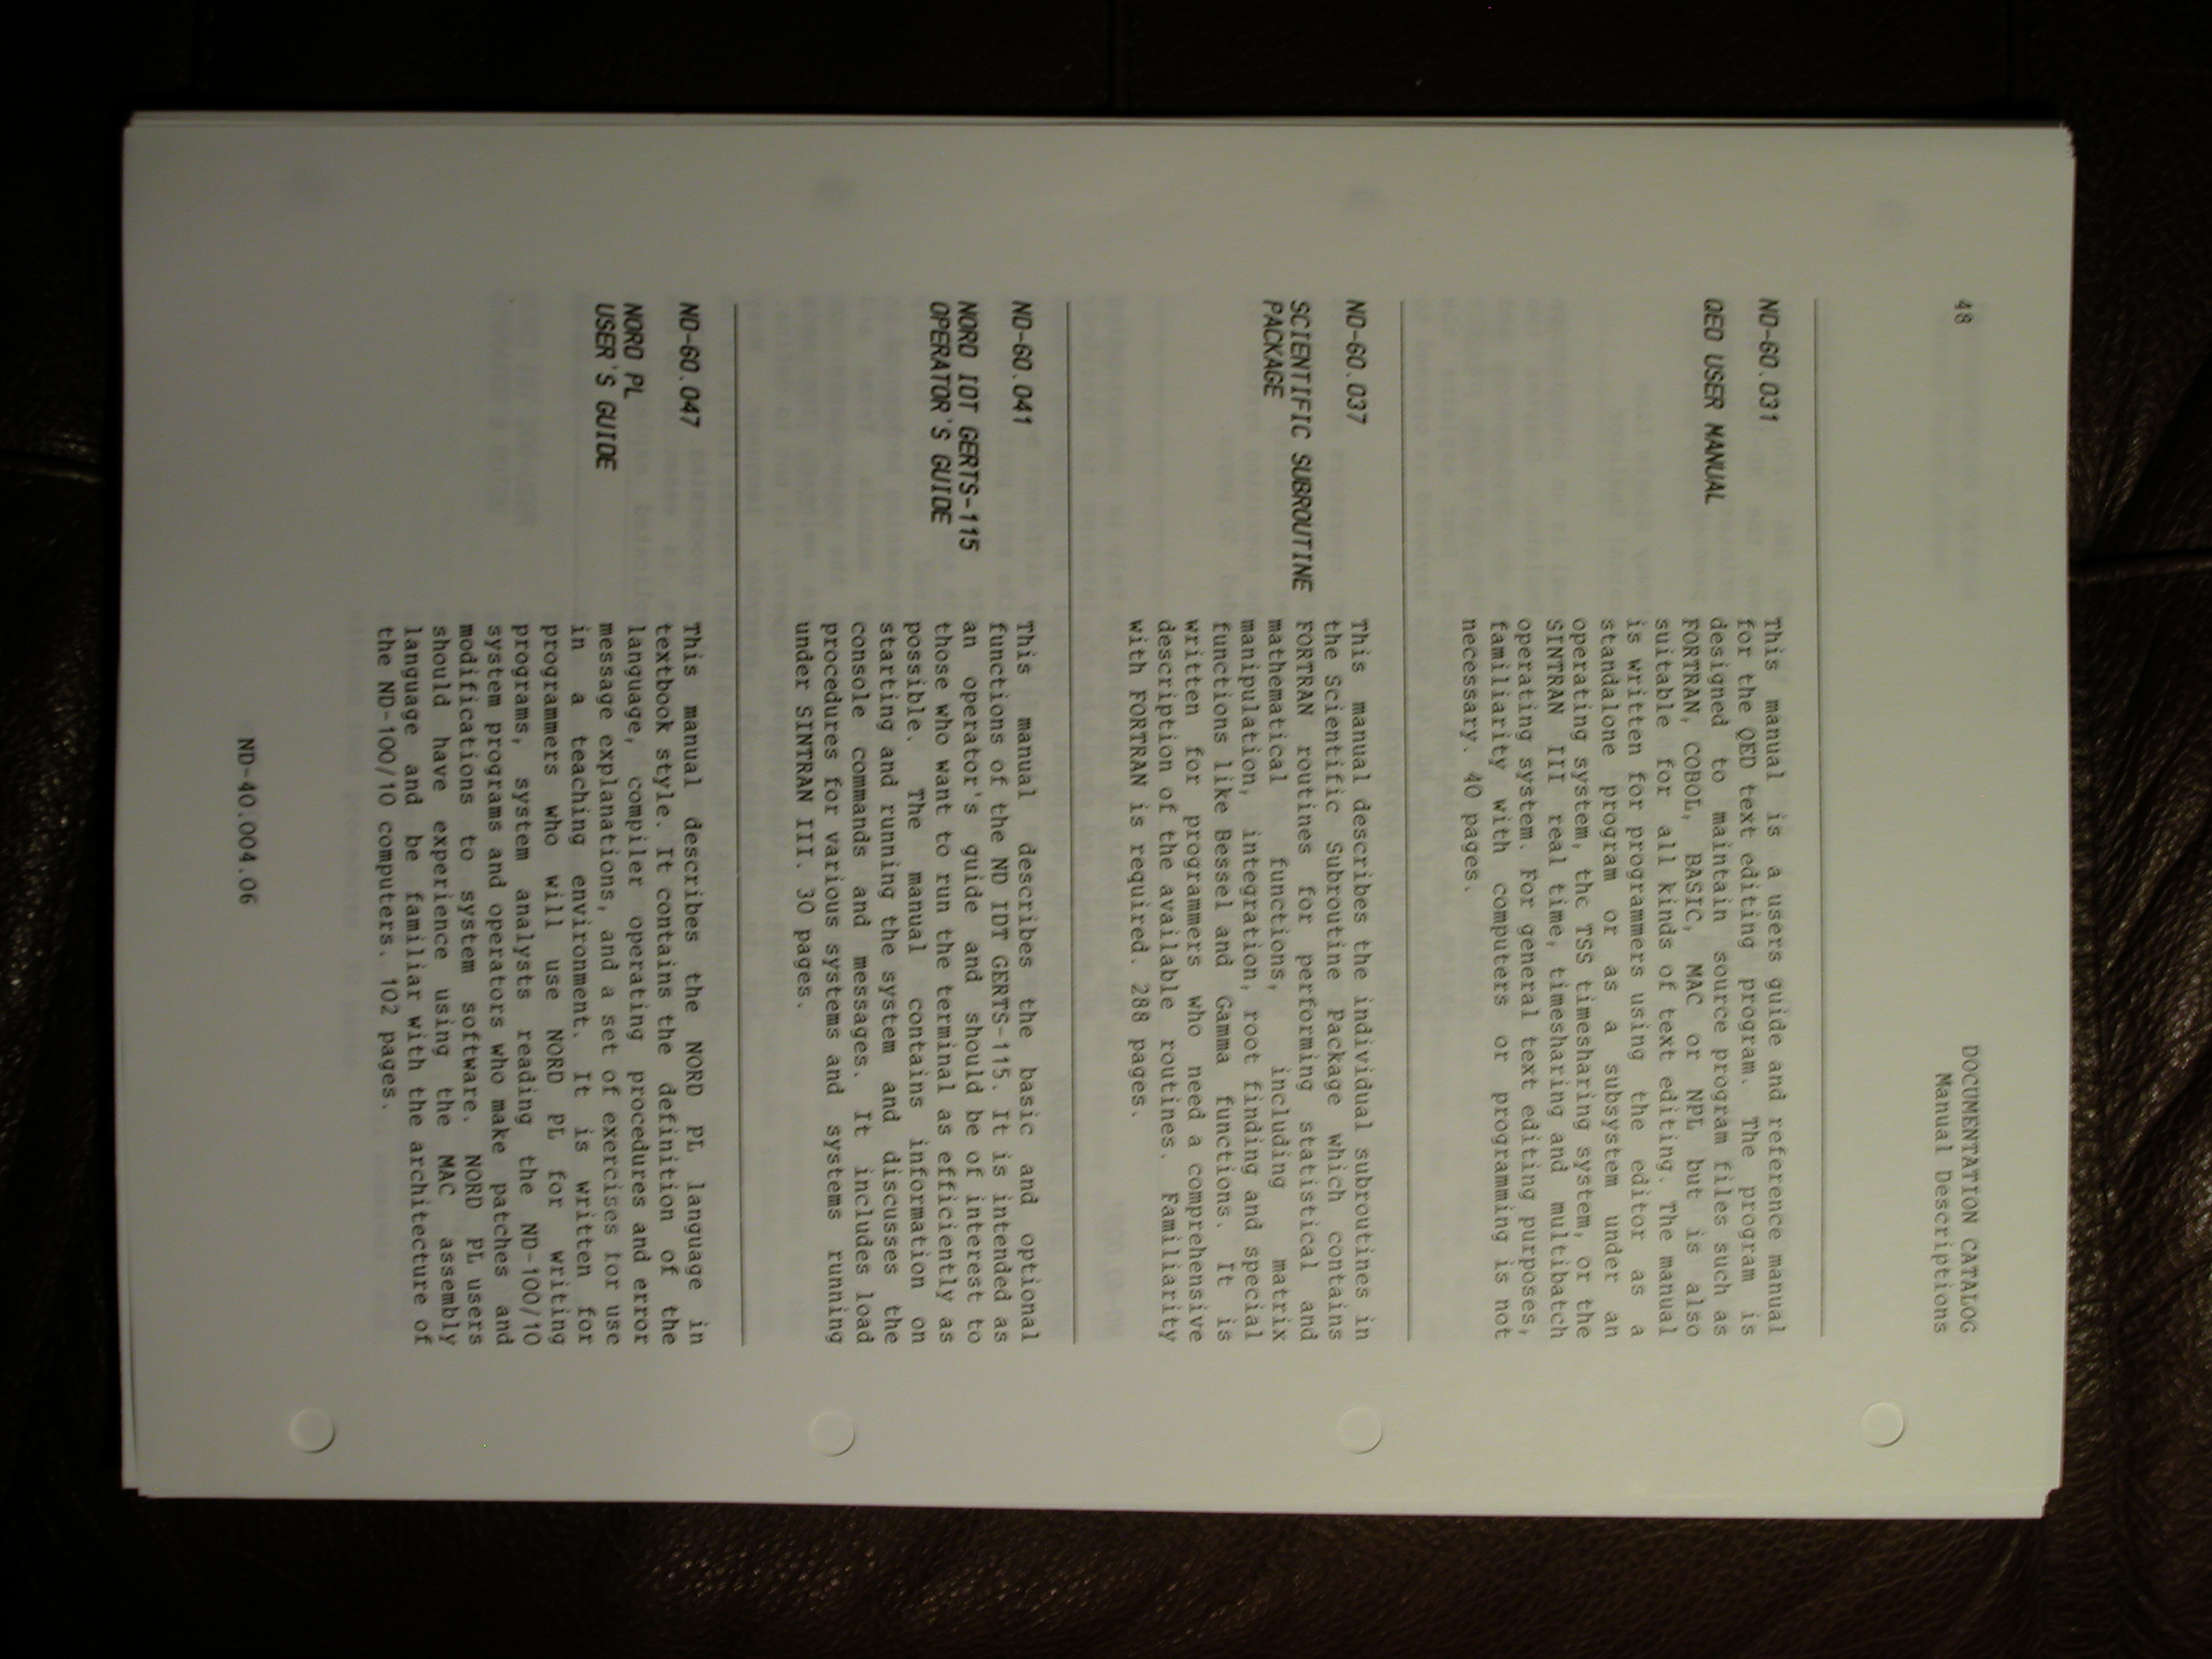 48
DOCUMENTATION CATALOG
Manual Descriptions
ND-60.031
QED USER MANUAL
This manual is a users guide and reference manual
for the QED text editing program. The program is
designed to maintain source program files such as
FORTRAN, COBOL, BASIC, MAC or NPL but is also
suitable for all kinds of text editing. The manual
is written for programmers using the editor as a
standalone program or as a subsystem under an
operating system, the TSS timesharing system, or the
SINTRAN III real time, timesharing and multibatch
operating system. For general text editing purposes,
familiarity with computers or programming is not
necessary. 40 pages.
ND-60.037
SCIENTIFIC SUBROUTINE
PACKAGE
This manual describes the individual subroutines in
the Scientific Subroutine Package which contains
FORTRAN routines for performing statistical and
mathematical functions, including matrix
manipulation, integration, root finding and special
functions like Bessel and Gamma functions. It is
written for programmers who need a comprehensive
description of the available routines. Familiarity
with FORTRAN is required. 288 pages.
ND-60.041
NORD IDT GERTS-115
OPERATOR'S GUIDE
This manual describes the basic and optional
functions of the ND IDT GERTS-115. It is intended as
an operator's guide and should be of interest to
those who want to run the terminal as efficiently as
possible. The manual contains information on
starting and running the system and discusses the
console commands and messages. It includes load
procedures for various systems and systems running
under SINTRAN III. 30 pages.
ND-60.047
NORD PL
USER'S GUIDE
This manual describes the NORD PL language in
textbook style. It contains the definition of the
language, compiler operating procedures and error
message explanations, and a set of exercises for use
in a teaching environment. It is written for
programmers who will use NORD PL for writing
programs, system analysts reading the ND-100/10
system programs and operators who make patches and
modifications to system software. NORD PL users
should have experience using the MAC assembly
language and be familiar with the architecture of
the ND-100/10 computers. 102 pages.
ND-40.004.06